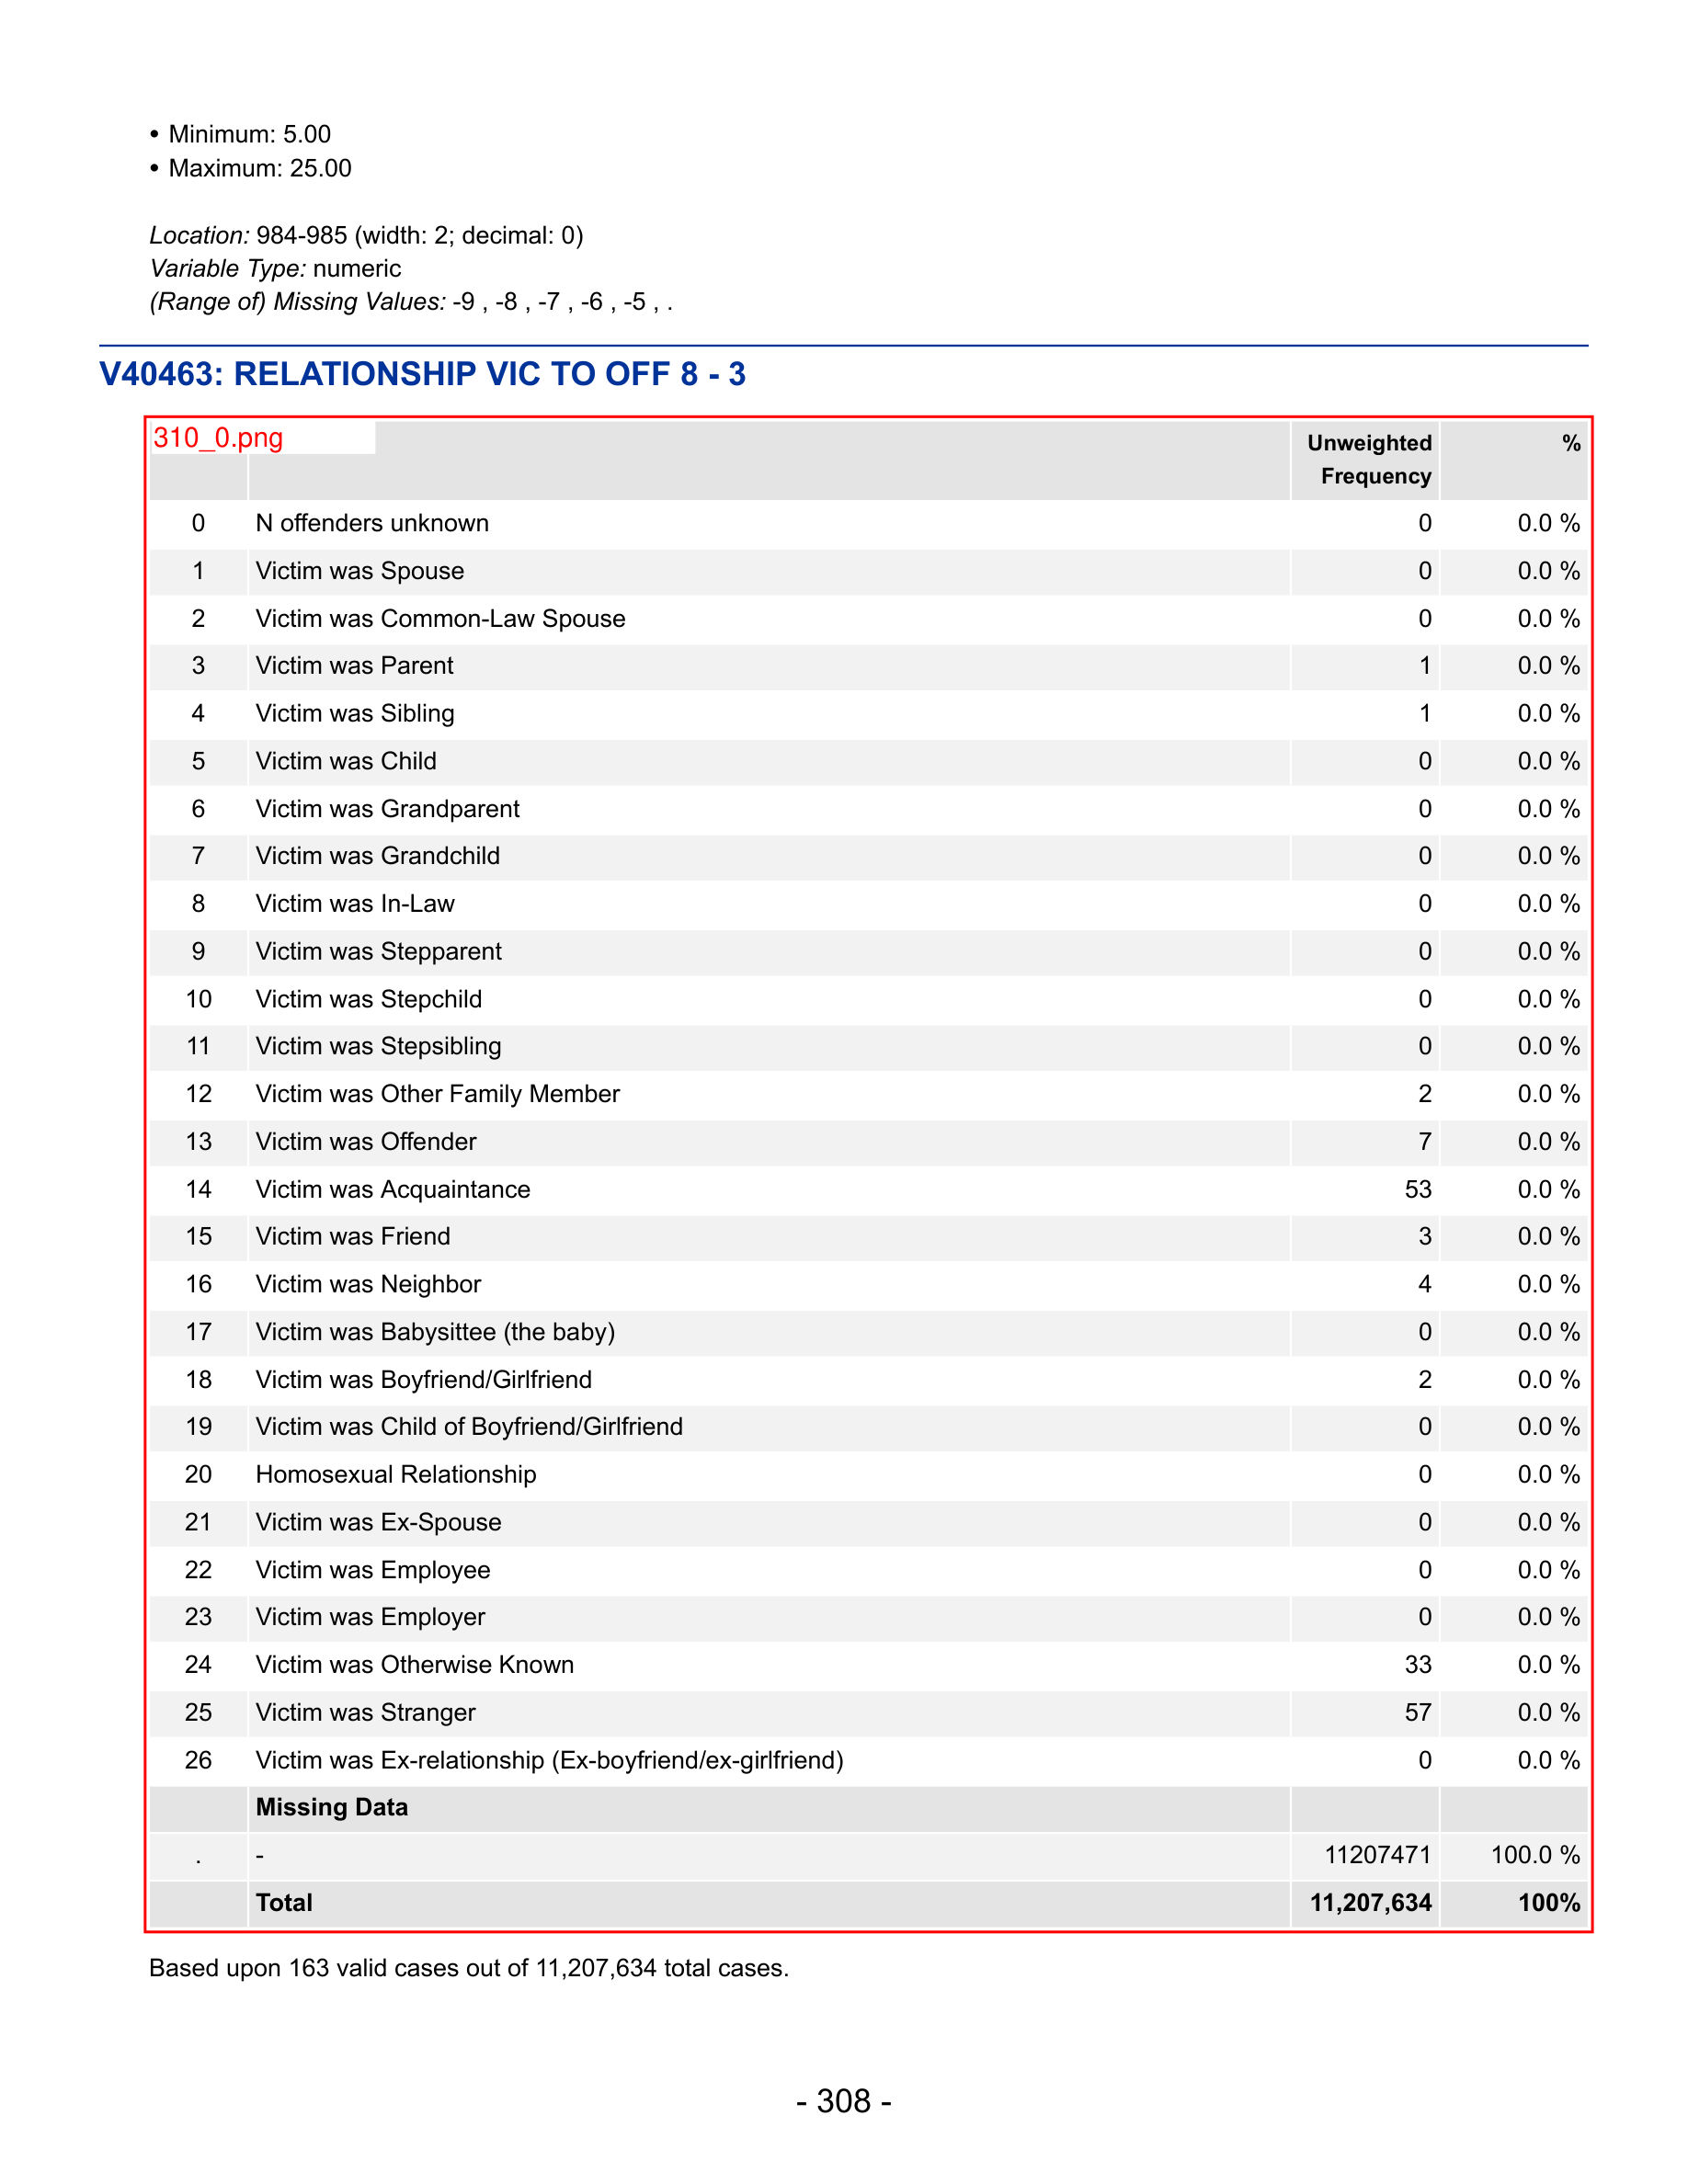 • Minimum: 5.00
• Maximum: 25.00
Location: 984-985 (width: 2; decimal: 0)
Variable Type: numeric
(Range of) Missing Values: -9 , -8 , -7 , -6 , -5 , .
V40463: RELATIONSHIP VIC TO OFF 8 - 3
310_0.png
Unweighted Frequency %
0 N offenders unknown 0 0.0 %
1 Victim was Spouse 0 0.0 %
2 Victim was Common-Law Spouse 0 0.0 %
3 Victim was Parent 1 0.0 %
4 Victim was Sibling 1 0.0 %
5 Victim was Child 0 0.0 %
6 Victim was Grandparent 0 0.0 %
7 Victim was Grandchild 0 0.0 %
8 Victim was In-Law 0 0.0 %
9 Victim was Stepparent 0 0.0 %
10 Victim was Stepchild 0 0.0 %
11 Victim was Stepsibling 0 0.0 %
12 Victim was Other Family Member 2 0.0 %
13 Victim was Offender 7 0.0 %
14 Victim was Acquaintance 53 0.0 %
15 Victim was Friend 3 0.0 %
16 Victim was Neighbor 4 0.0 %
17 Victim was Babysittee (the baby) 0 0.0 %
18 Victim was Boyfriend/Girlfriend 2 0.0 %
19 Victim was Child of Boyfriend/Girlfriend 0 0.0 %
20 Homosexual Relationship 0 0.0 %
21 Victim was Ex-Spouse 0 0.0 %
22 Victim was Employee 0 0.0 %
23 Victim was Employer 0 0.0 %
24 Victim was Otherwise Known 33 0.0 %
25 Victim was Stranger 57 0.0 %
26 Victim was Ex-relationship (Ex-boyfriend/ex-girlfriend) 0 0.0 %
Missing Data
. - 11207471 100.0 %
Total 11,207,634 100%
Based upon 163 valid cases out of 11,207,634 total cases.
- 308 -